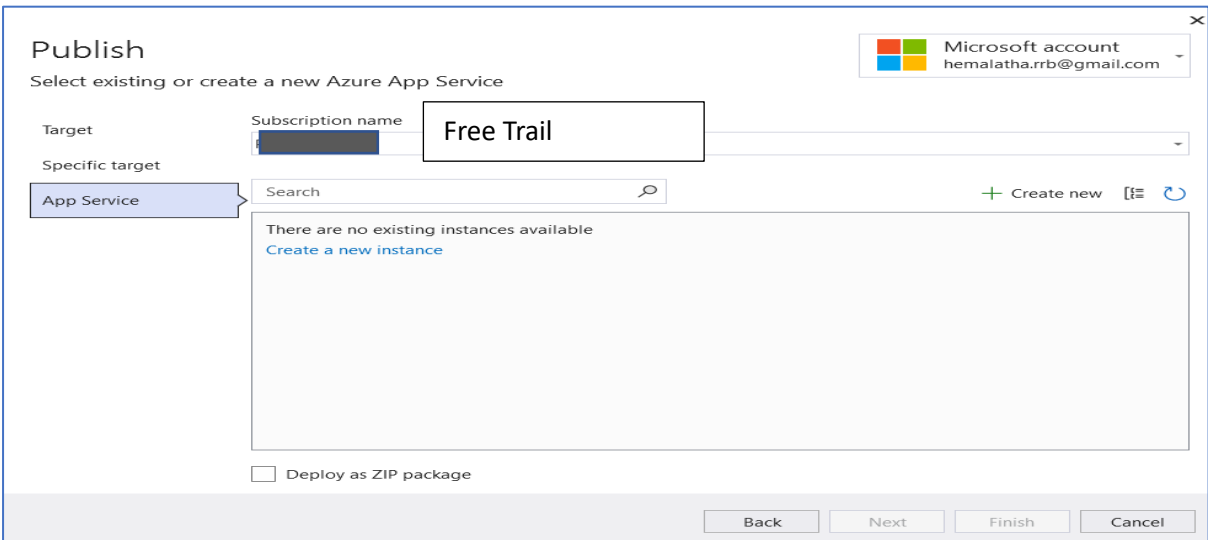 Publish
Select existing or create a new Azure App Service
Microsoft account
hemalatha.rrb@gmail.com
Target
Specific target
App Service
Subscription name
Free Trail
Search
Create new
There are no existing instances available
Create a new instance
Deploy as ZIP package
Back
Next
Finish
Cancel